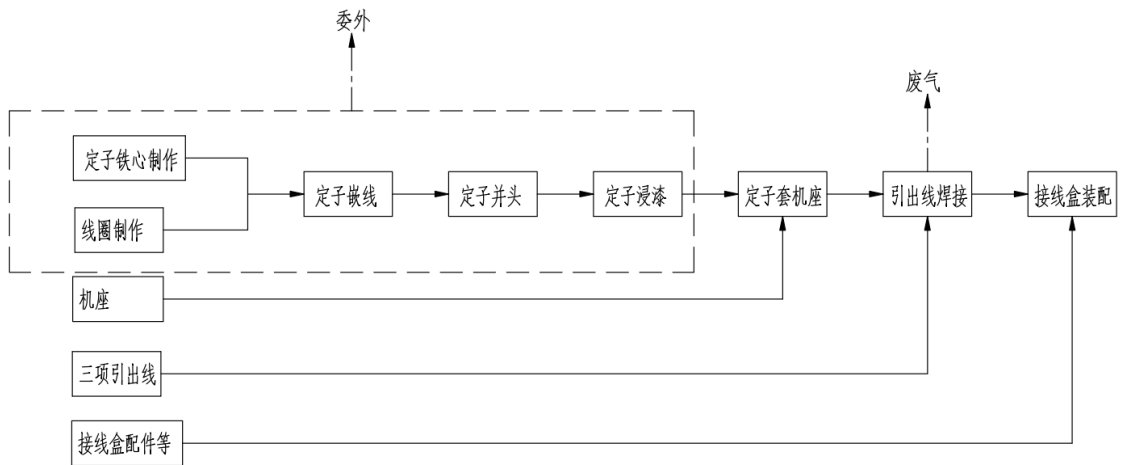 委外
废气
定子铁心制作
线圈制作
定子嵌线
定子并头
定子浸漆
定子套机座
引出线焊接
接线盒装配
机座
三项引出线
接线盒配件等